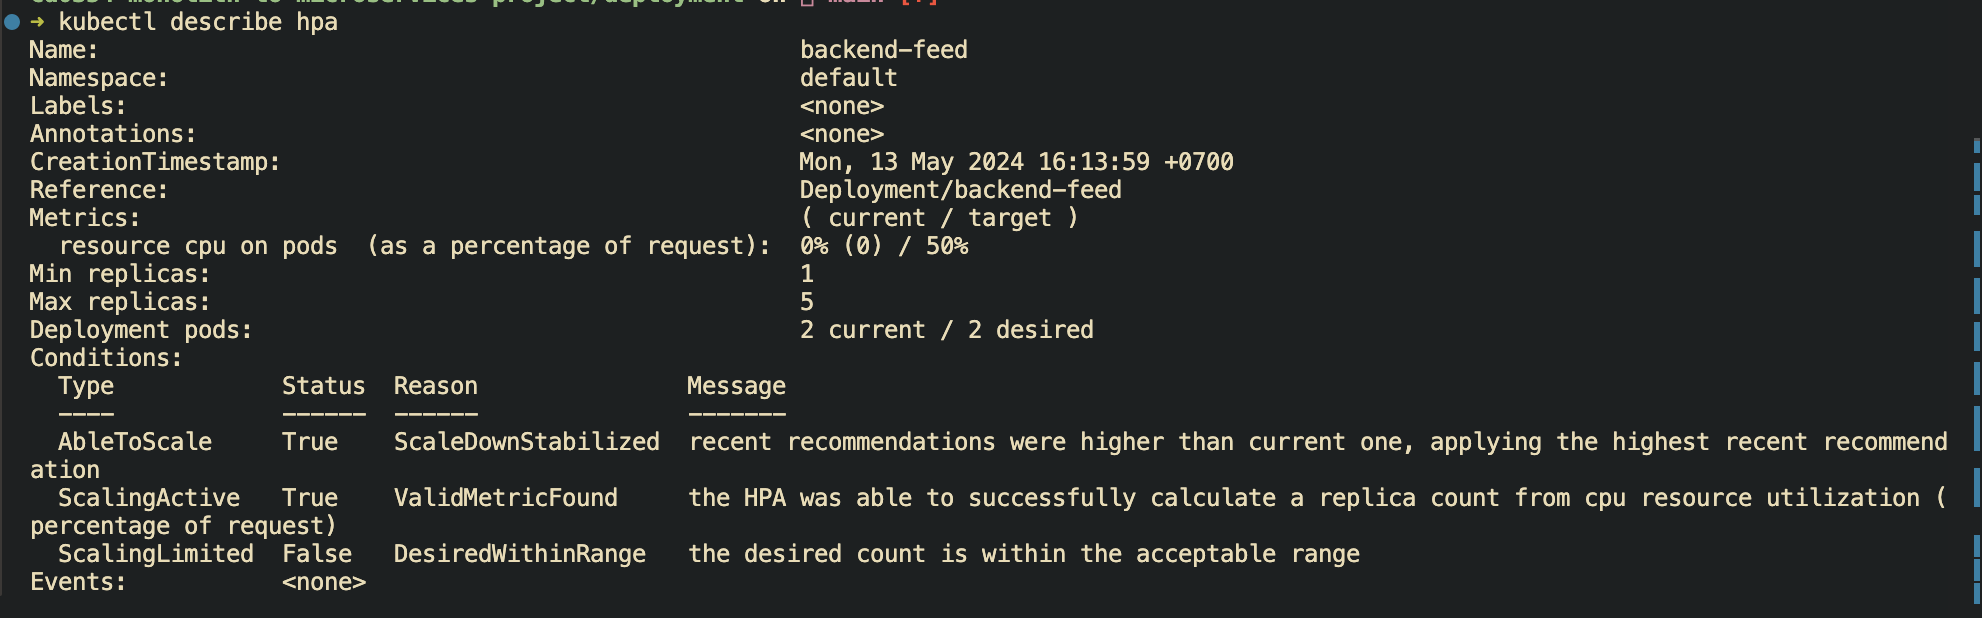 ➜ kubectl describe hpa
Name:                                                  backend-feed
Namespace:                                             default
Labels:                                                <none>
Annotations:                                           <none>
CreationTimestamp:                                     Mon, 13 May 2024 16:13:59 +0700
Reference:                                             Deployment/backend-feed
Metrics:                                               ( current / target )
  resource cpu on pods  (as a percentage of request):  0% (0) / 50%
Min replicas:                                          1
Max replicas:                                          5
Deployment pods:                                       2 current / 2 desired
Conditions:
  Type            Status  Reason               Message
  ----            ------  ------               -------
  AbleToScale     True    ScaleDownStabilized  recent recommendations were higher than current one, applying the highest recent recommend
ation
  ScalingActive   True    ValidMetricFound     the HPA was able to successfully calculate a replica count from cpu resource utilization (
percentage of request)
  ScalingLimited  False   DesiredWithinRange   the desired count is within the acceptable range
Events:           <none>